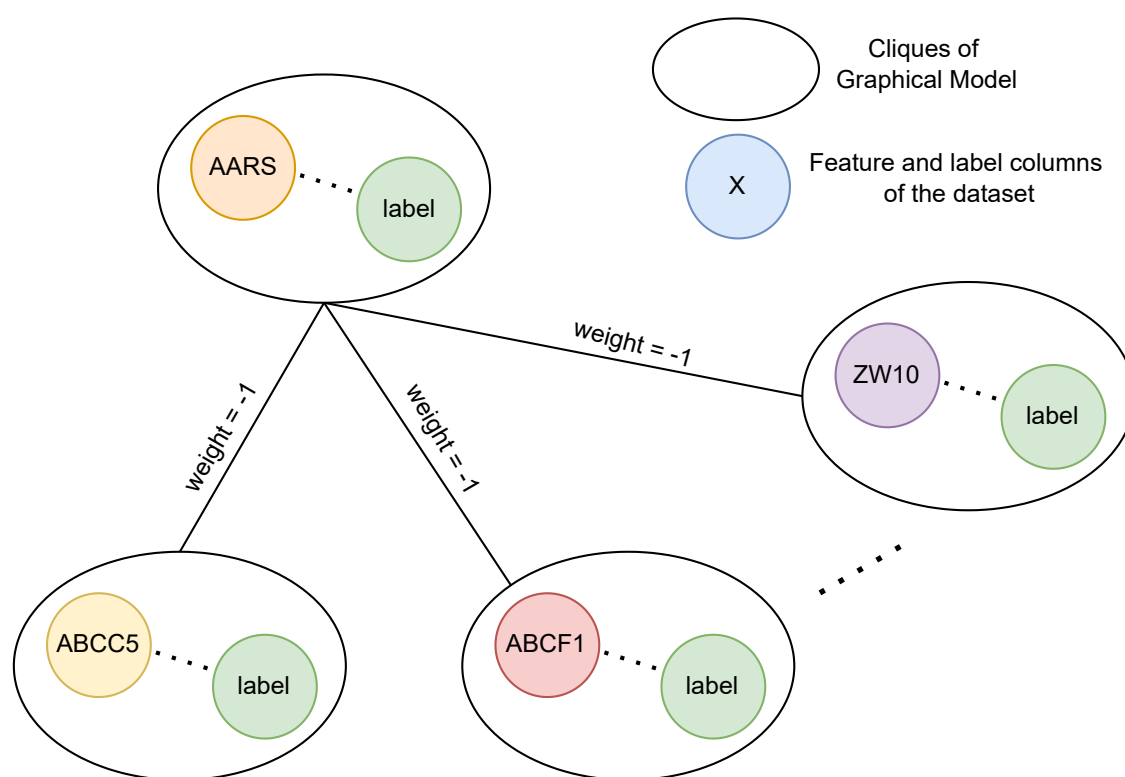 Cliques of
Graphical Model
AARS
label
X
Feature and label columns
of the dataset
weight = -1
weight = -1
weight = -1
ZW10
label
ABCC5
label
ABCF1
label